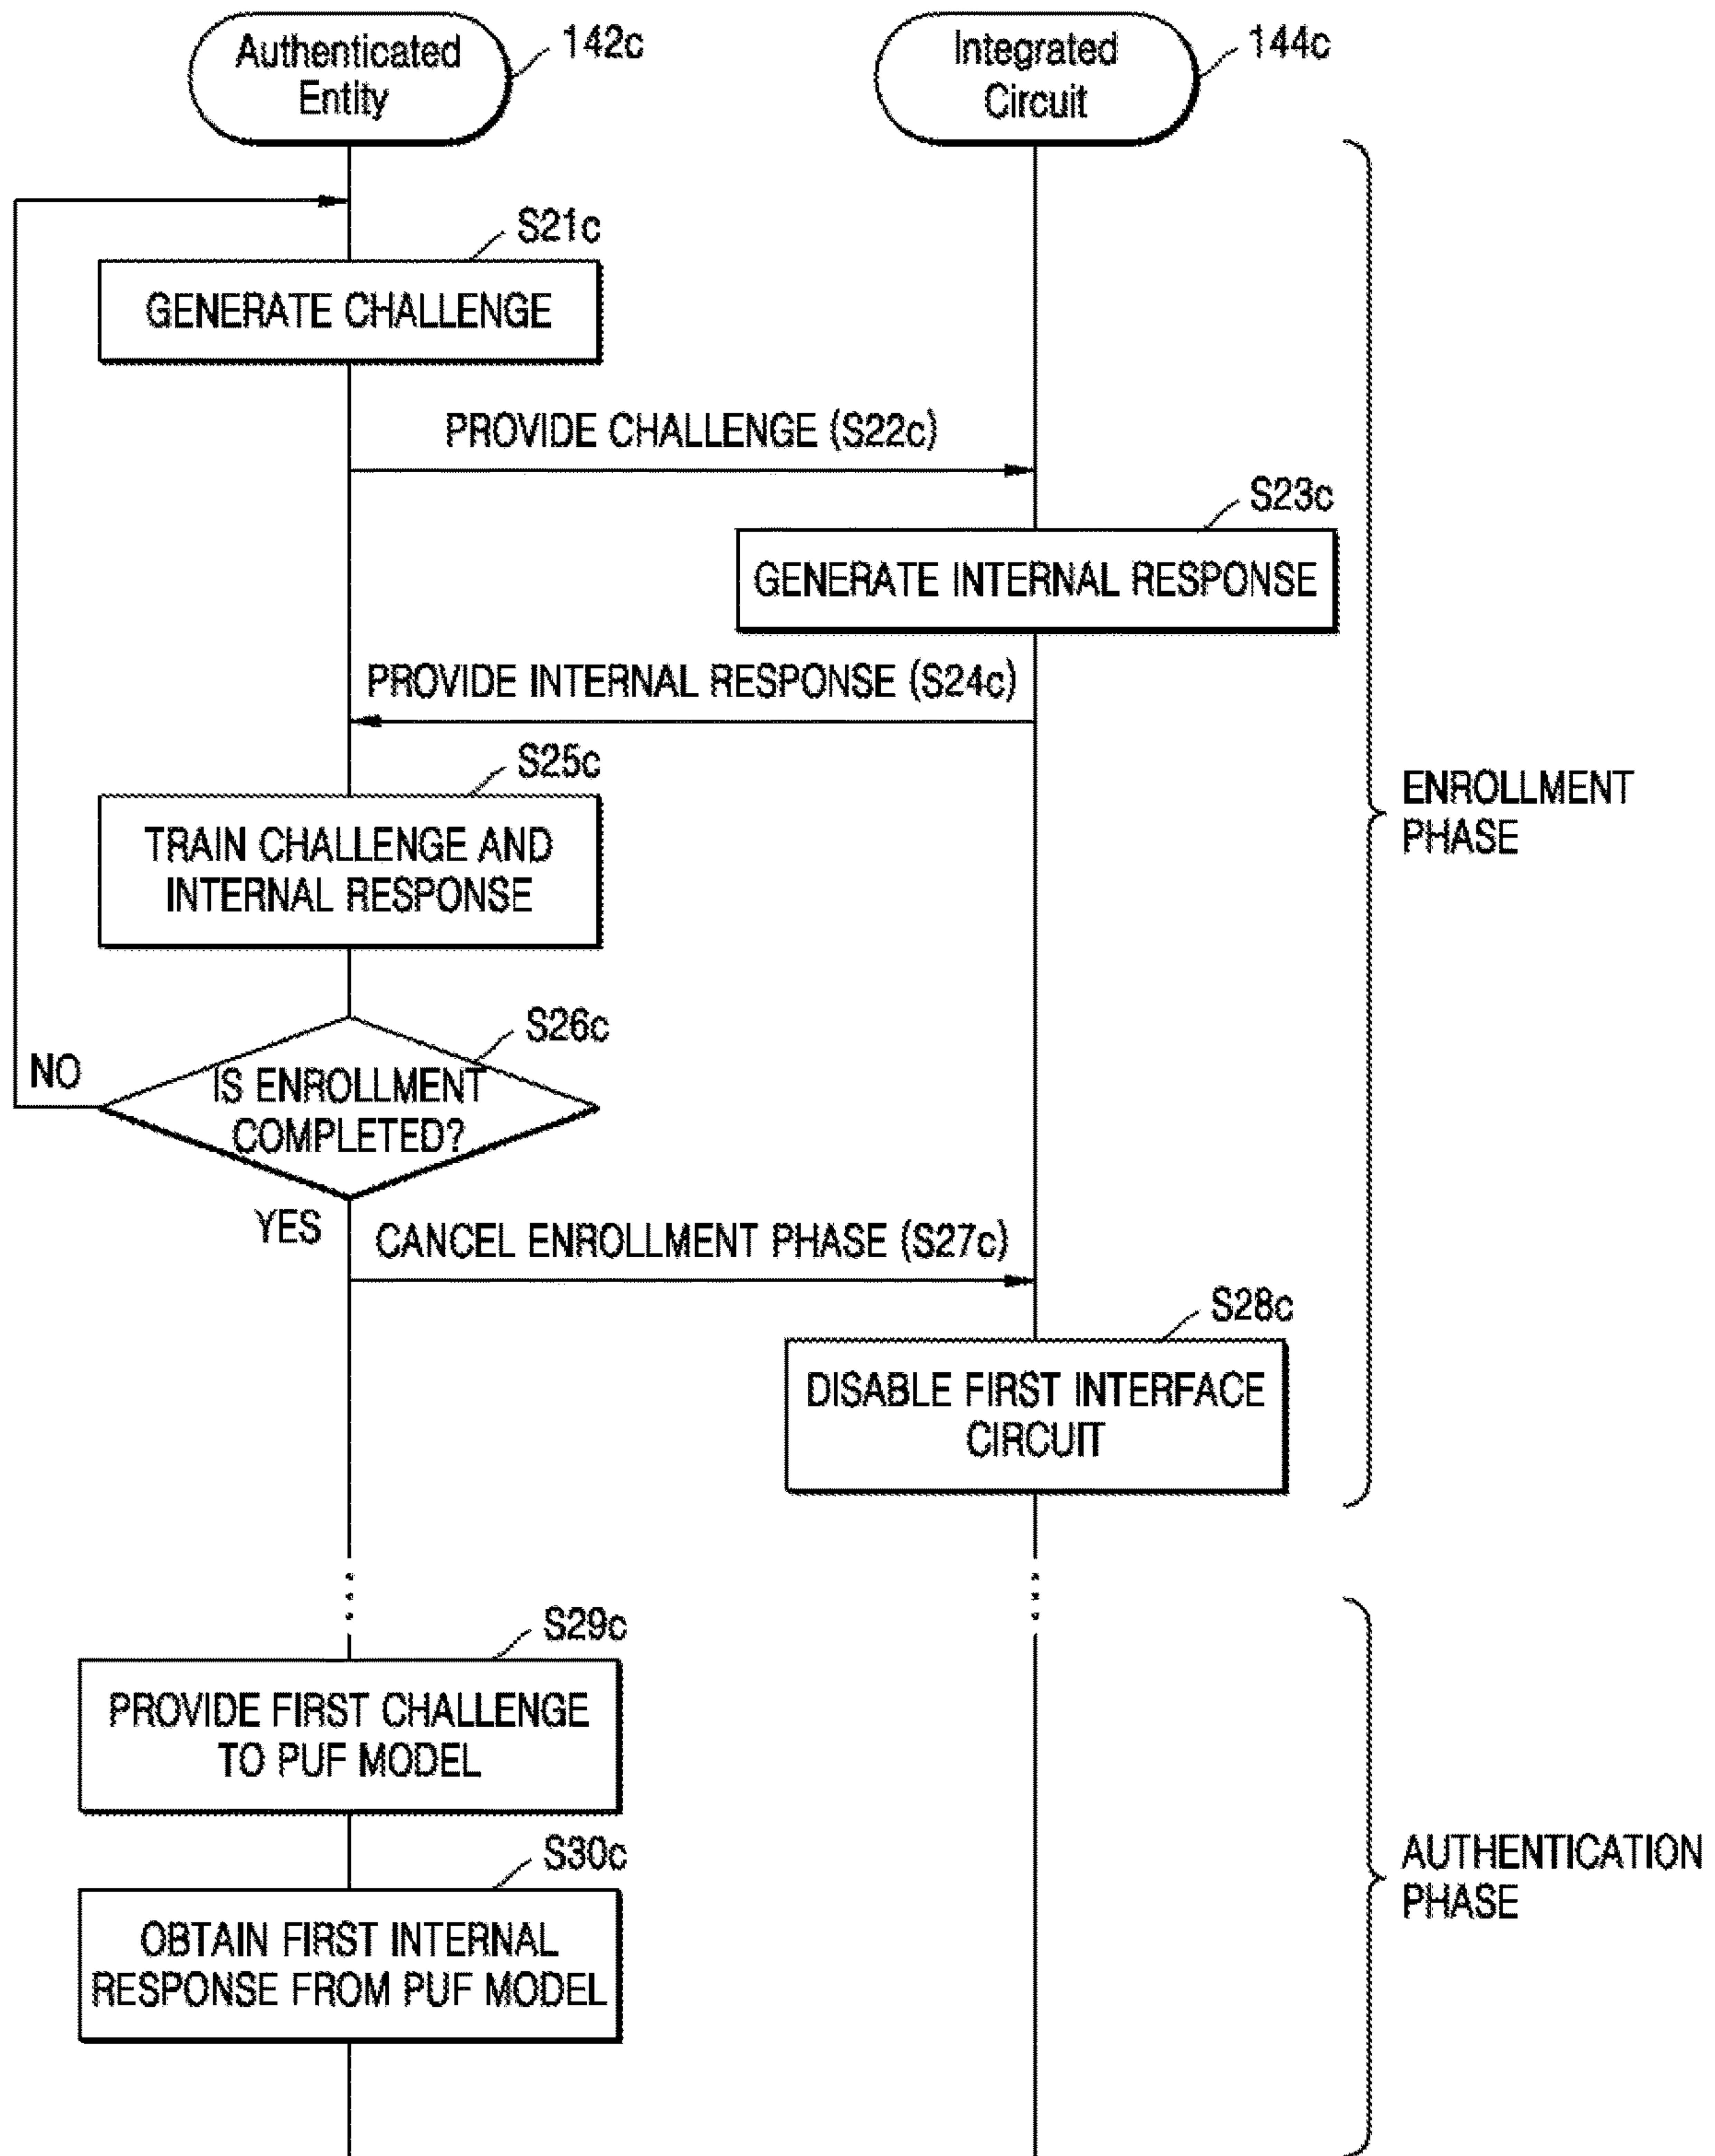 Authenticated
Entity
142c
Integrated
Circuit
144c
S21c
GENERATE CHALLENGE
PROVIDE CHALLENGE (S22c)
S23c
GENERATE INTERNAL RESPONSE
PROVIDE INTERNAL RESPONSE (S24c)
S25c
TRAIN CHALLENGE AND
INTERNAL RESPONSE
ENROLLMENT
PHASE
S26c
NO
IS ENROLLMENT
COMPLETED?
YES
CANCEL ENROLLMENT PHASE (S27c)
S28c
DISABLE FIRST INTERFACE
CIRCUIT
S29c
PROVIDE FIRST CHALLENGE
TO PUF MODEL
S30c
OBTAIN FIRST INTERNAL
RESPONSE FROM PUF MODEL
AUTHENTICATION
PHASE